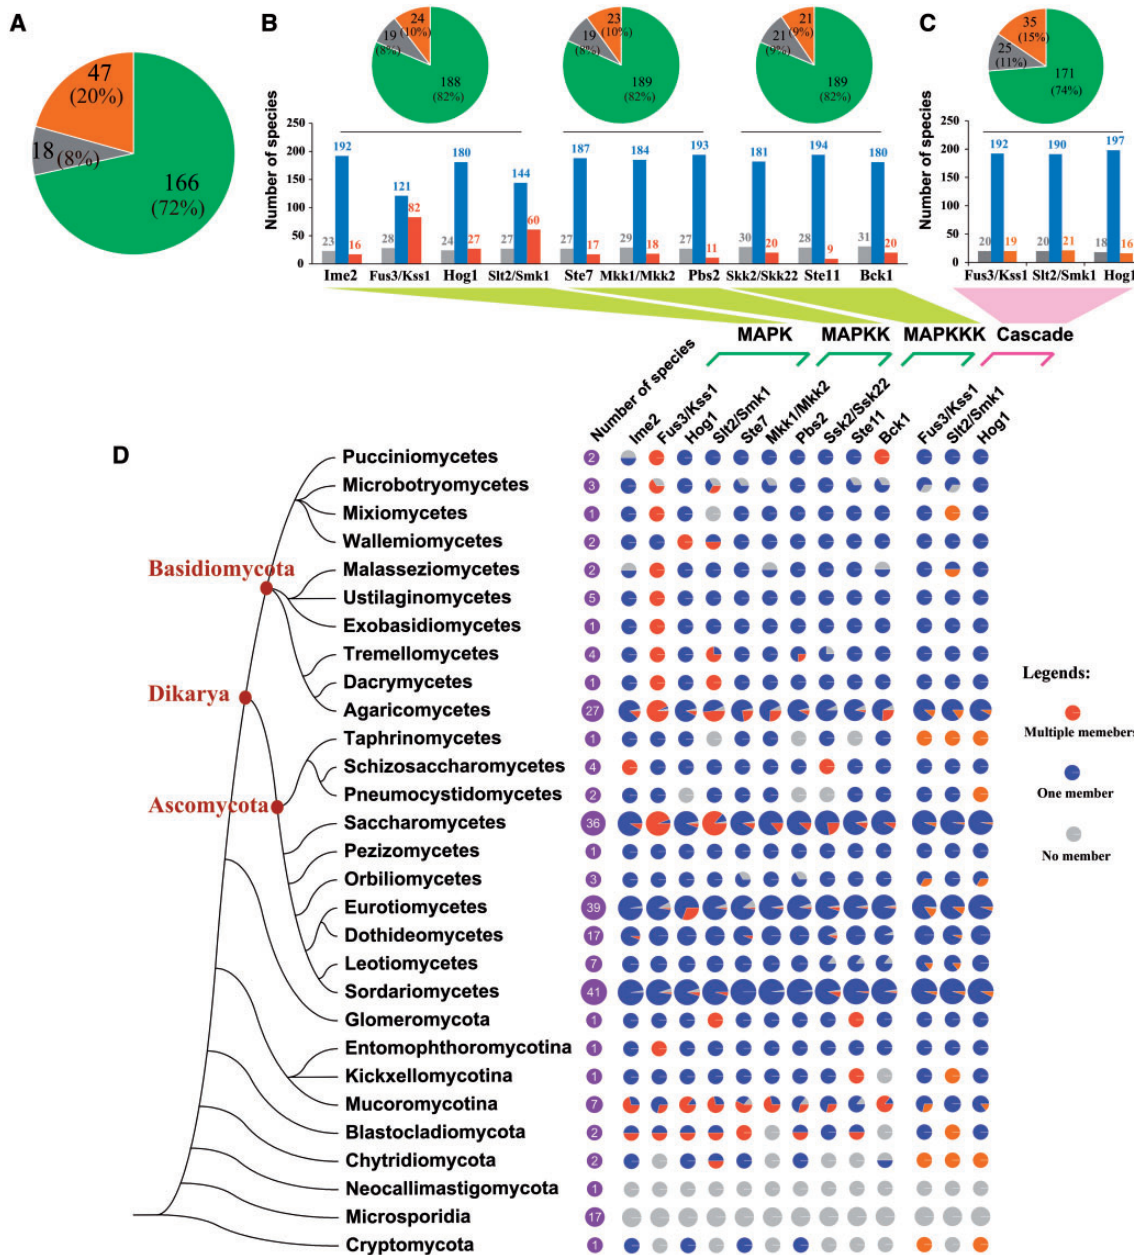 A
47
(20%)
18 (8%)
166
(72%)
B
24
(10%)
19
(8%)
188
(82%)
23
(10%)
19
(8%)
189
(82%)
21
(9%)
21
(9%)
189
(82%)
Number of species
250
200
150
100
50
0
192
23
16
121
28
82
180
24
27
144
27
60
187
27
17
184
29
18
193
27
11
181
30
20
194
28
9
180
31
20
Ime2 Fus3/Kss1 Hog1 Slt2/Smk1 Ste7 Mkk1/Mkk2 Pbs2 Skk2/Skk22 Ste11 Bck1
C
35
(15%)
25
(11%)
171
(74%)
Number of species
250
200
150
100
50
0
192
20
19
190
20
21
197
18
16
Fus3/Kss1 Slt2/Smk1 Hog1
MAPK MAPKK MAPKKK Cascade
Number of species
Ime2
Fus3/Kss1
Hog1
Slt2/Smk1
Ste7
Mkk1/Mkk2
Pbs2
Ssk2/Ssk22
Ste11
Bck1
Fus3/Kss1
Slt2/Smk1
Hog1
D
Basidiomycota
Dikarya
Ascomycota
Pucciniomycetes 2
Microbotryomycetes 3
Mixiomycetes 1
Wallemiomycetes 2
Malasseziomycetes 2
Ustilaginomycetes 5
Exobasidiomycetes 1
Tremellomycetes 4
Dacrymycetes 1
Agaricomycetes 27
Taphrinomycetes 1
Schizosaccharomycetes 4
Pneumocystidomycetes 2
Saccharomycetes 36
Pezizomycetes 1
Orbiliomycetes 3
Eurotiomycetes 39
Dothideomycetes 17
Leotiomycetes 7
Sordariomycetes 41
Glomeromycota 1
Entomophthoromycotina 1
Kickxellomycotina 1
Mucoromycotina 7
Blastocladiomycota 2
Chytridiomycota 2
Neocallimastigomycota 1
Microsporidia 17
Cryptomycota 1
Legends:
Multiple memebers
One member
No member